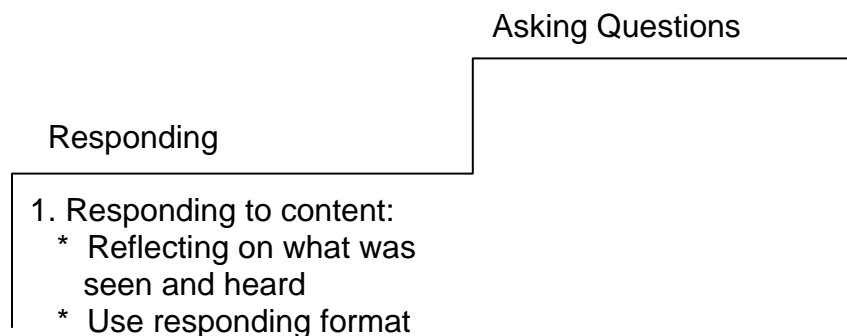 Asking Questions
Responding
1. Responding to content:
* Reflecting on what was
seen and heard
* Use responding format